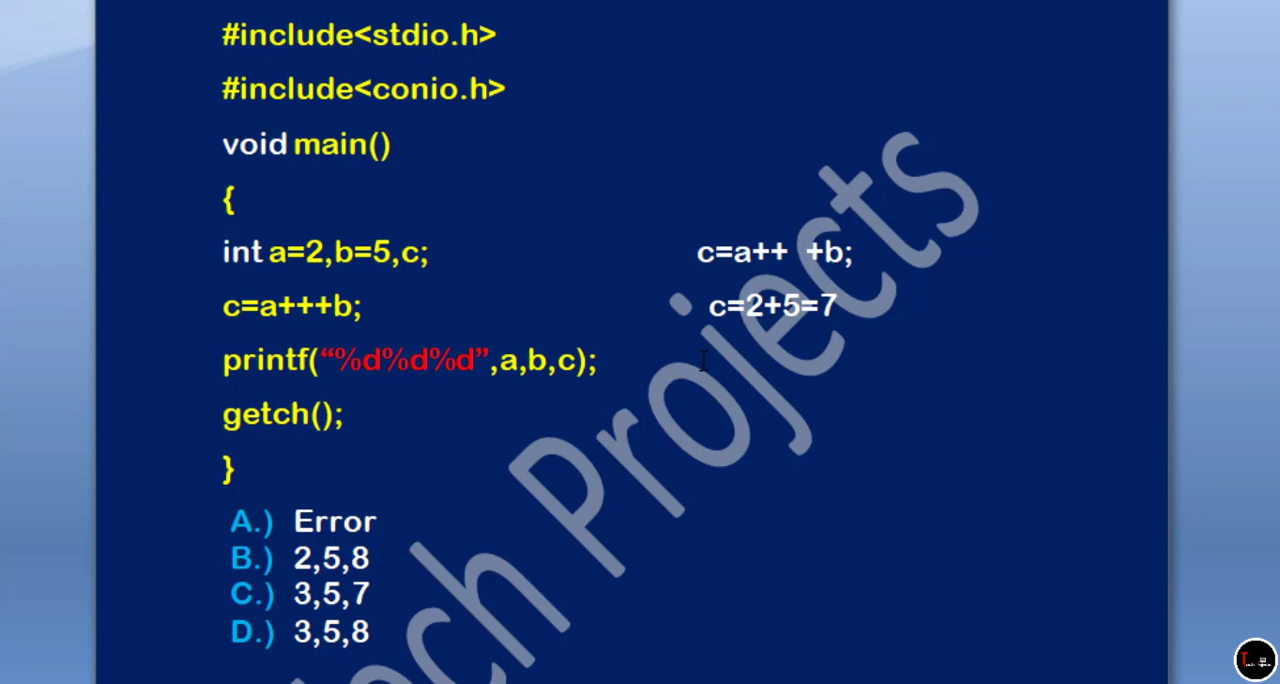 #include<stdio.h>
#include<conio.h>
void main()
{
int a=2,b=5,c; c=a++ +b;
c=a+++b; c=2+5=7
printf(“%d%d%d”,a,b,c);
getch();
}
A.) Error
B.) 2,5,8
C.) 3,5,7
D.) 3,5,8
Projects